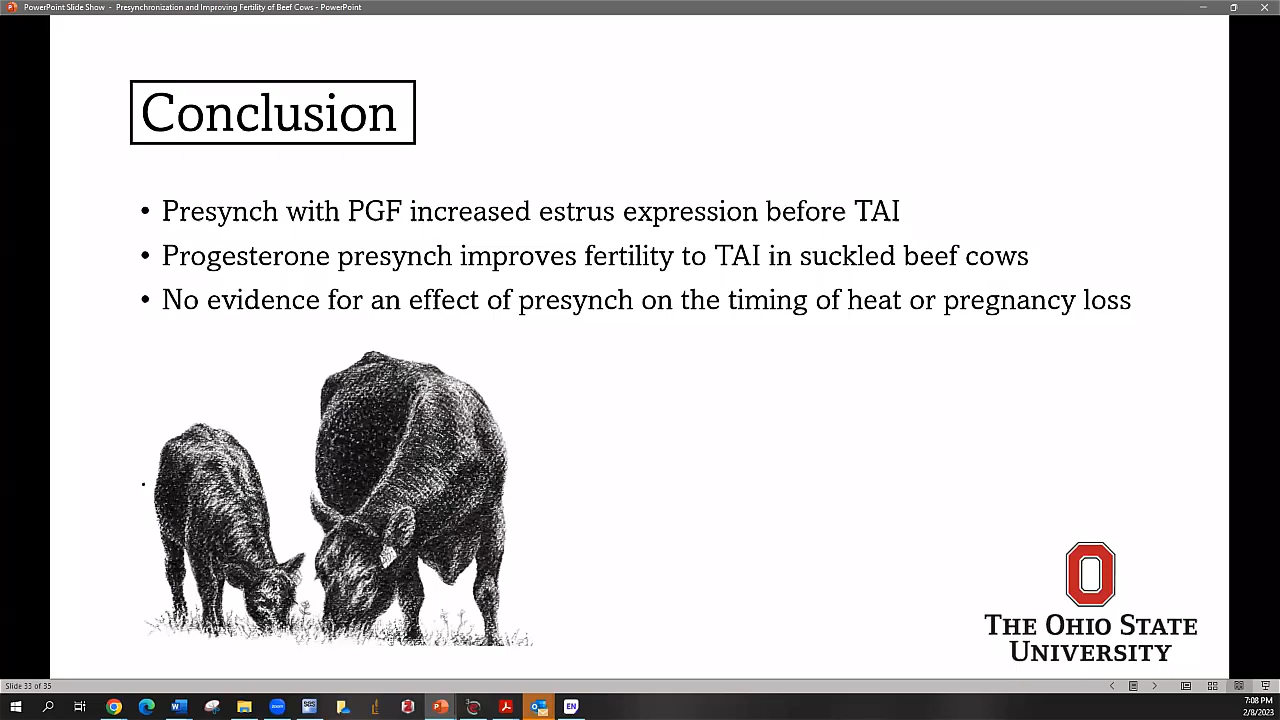 PowerPoint Slide Show - Presynchronization and Improving Fertility of Beef Cows - PowerPoint
Conclusion
• Presynch with PGF increased estrus expression before TAI
• Progesterone presynch improves fertility to TAI in suckled beef cows
• No evidence for an effect of presynch on the timing of heat or pregnancy loss
THE OHIO STATE
UNIVERSITY
Slide 33 of 35
zoom
EN
7:08 PM
2/8/2023